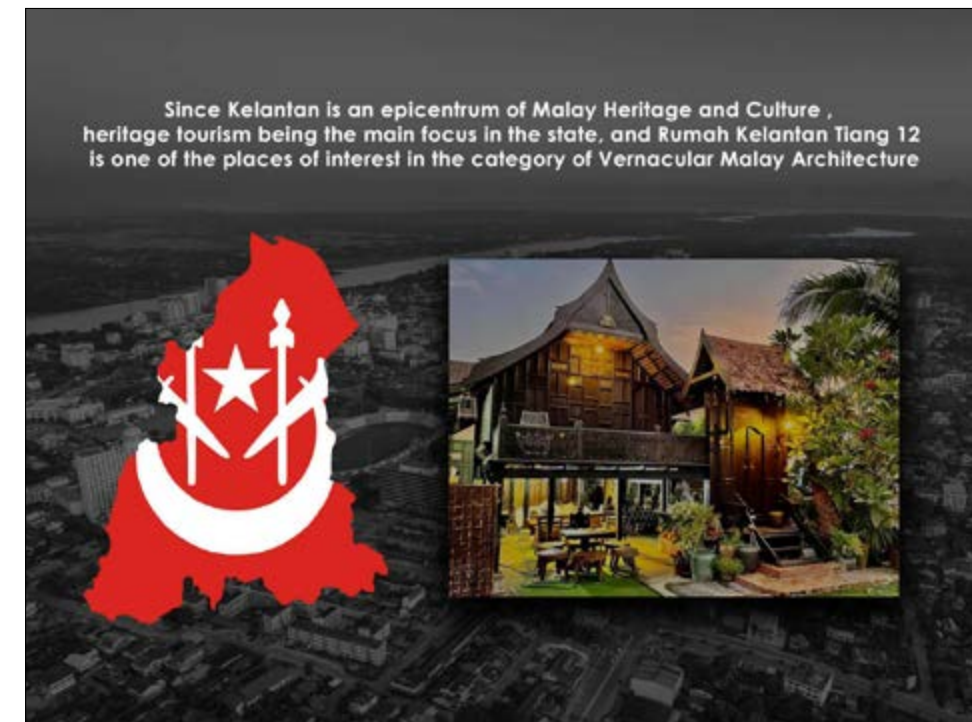 Since Kelantan is an epicentrum of Malay Heritage and Culture ,
heritage tourism being the main focus in the state, and Rumah Kelantan Tiang 12
is one of the places of interest in the category of Vernacular Malay Architecture